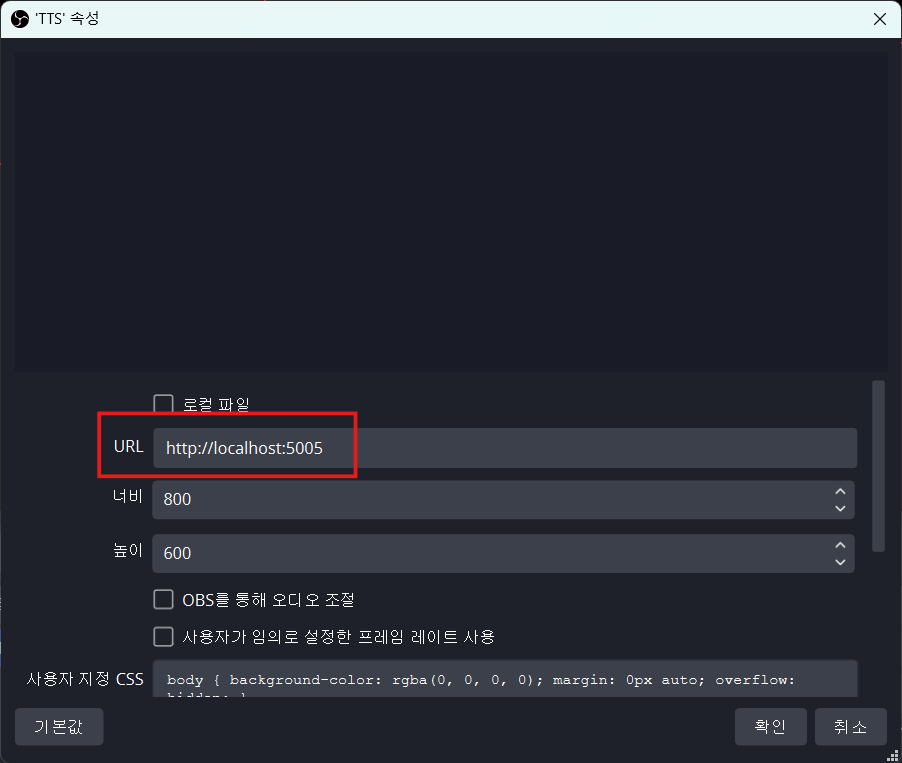 'TTS' 속성
로컬 파일
URL http://localhost:5005
너비 800
높이 600
OBS를 통해 오디오 조절
사용자가 임의로 설정한 프레임 레이트 사용
사용자 지정 CSS body { background-color: rgba(0, 0, 0, 0); margin: 0px auto; overflow:
hidden; }
기본값 확인 취소